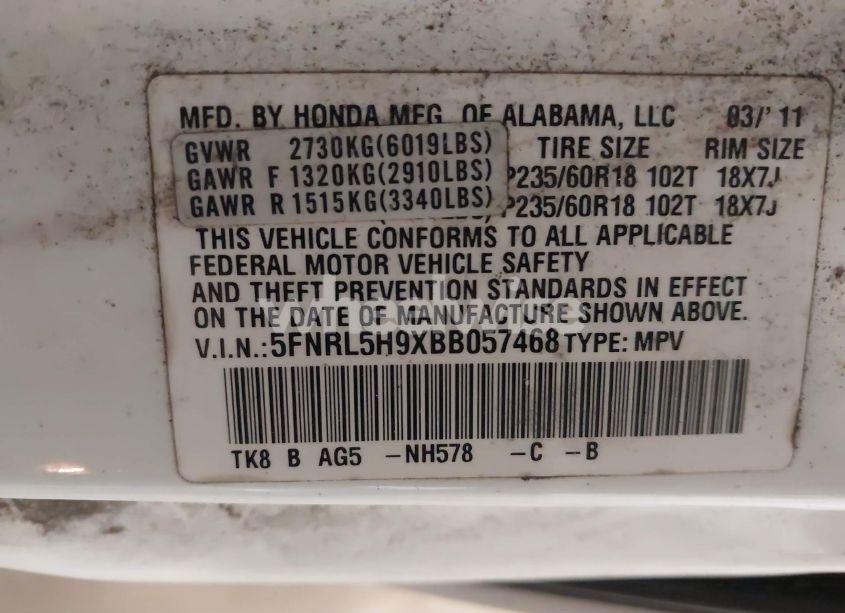 MFD. BY HONDA MFG. OF ALABAMA, LLC 03/'11
GVWR 2730KG(6019LBS) TIRE SIZE RIM SIZE
GAWR F 1320KG(2910LBS) P235/60R18 102T 18X7J
GAWR R 1515KG(3340LBS) P235/60R18 102T 18X7J
THIS VEHICLE CONFORMS TO ALL APPLICABLE
FEDERAL MOTOR VEHICLE SAFETY
AND THEFT PREVENTION STANDARDS IN EFFECT
ON THE DATE OF MANUFACTURE SHOWN ABOVE.
V.I.N.:5FNRL5H9XBB057468 TYPE: MPV
TK8 B AG5 -NH578 -C -B